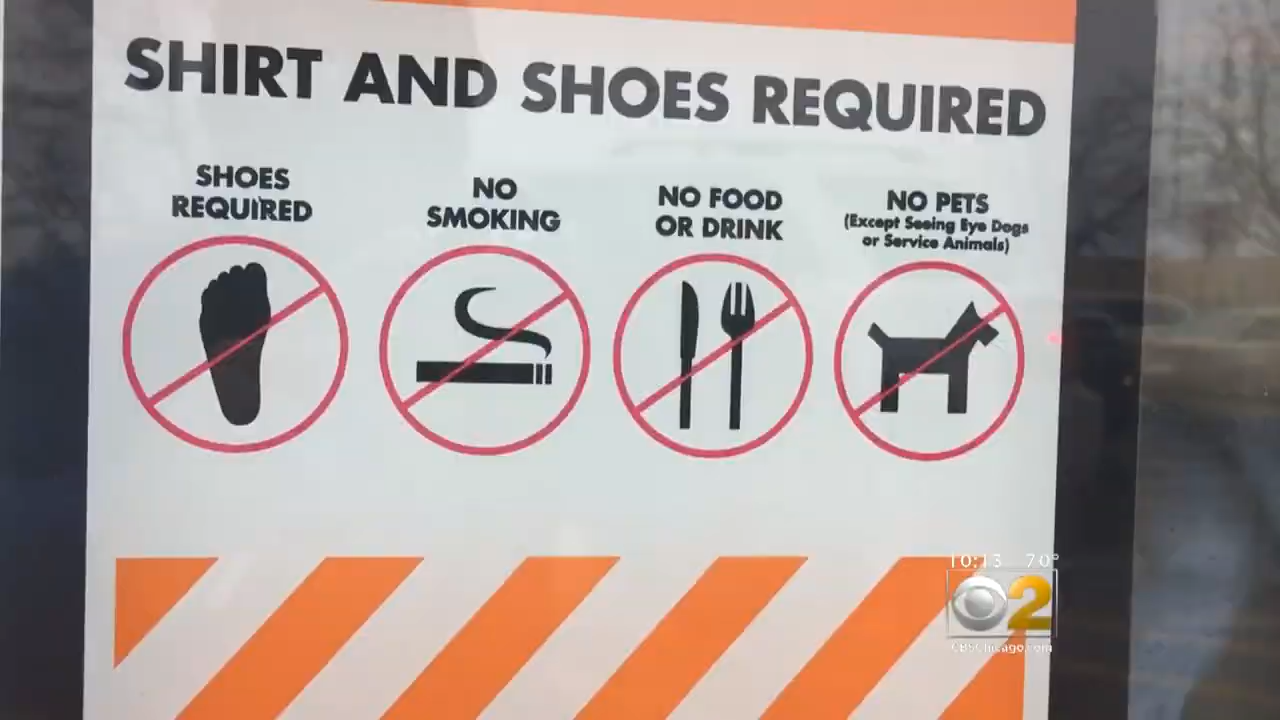 SHIRT AND SHOES REQUIRED
SHOES
REQUIRED
NO
SMOKING
NO FOOD
OR DRINK
NO PETS
(Except Seeing Eye Dogs
or Service Animals)
10:13 70°
2
CBSChicago.com